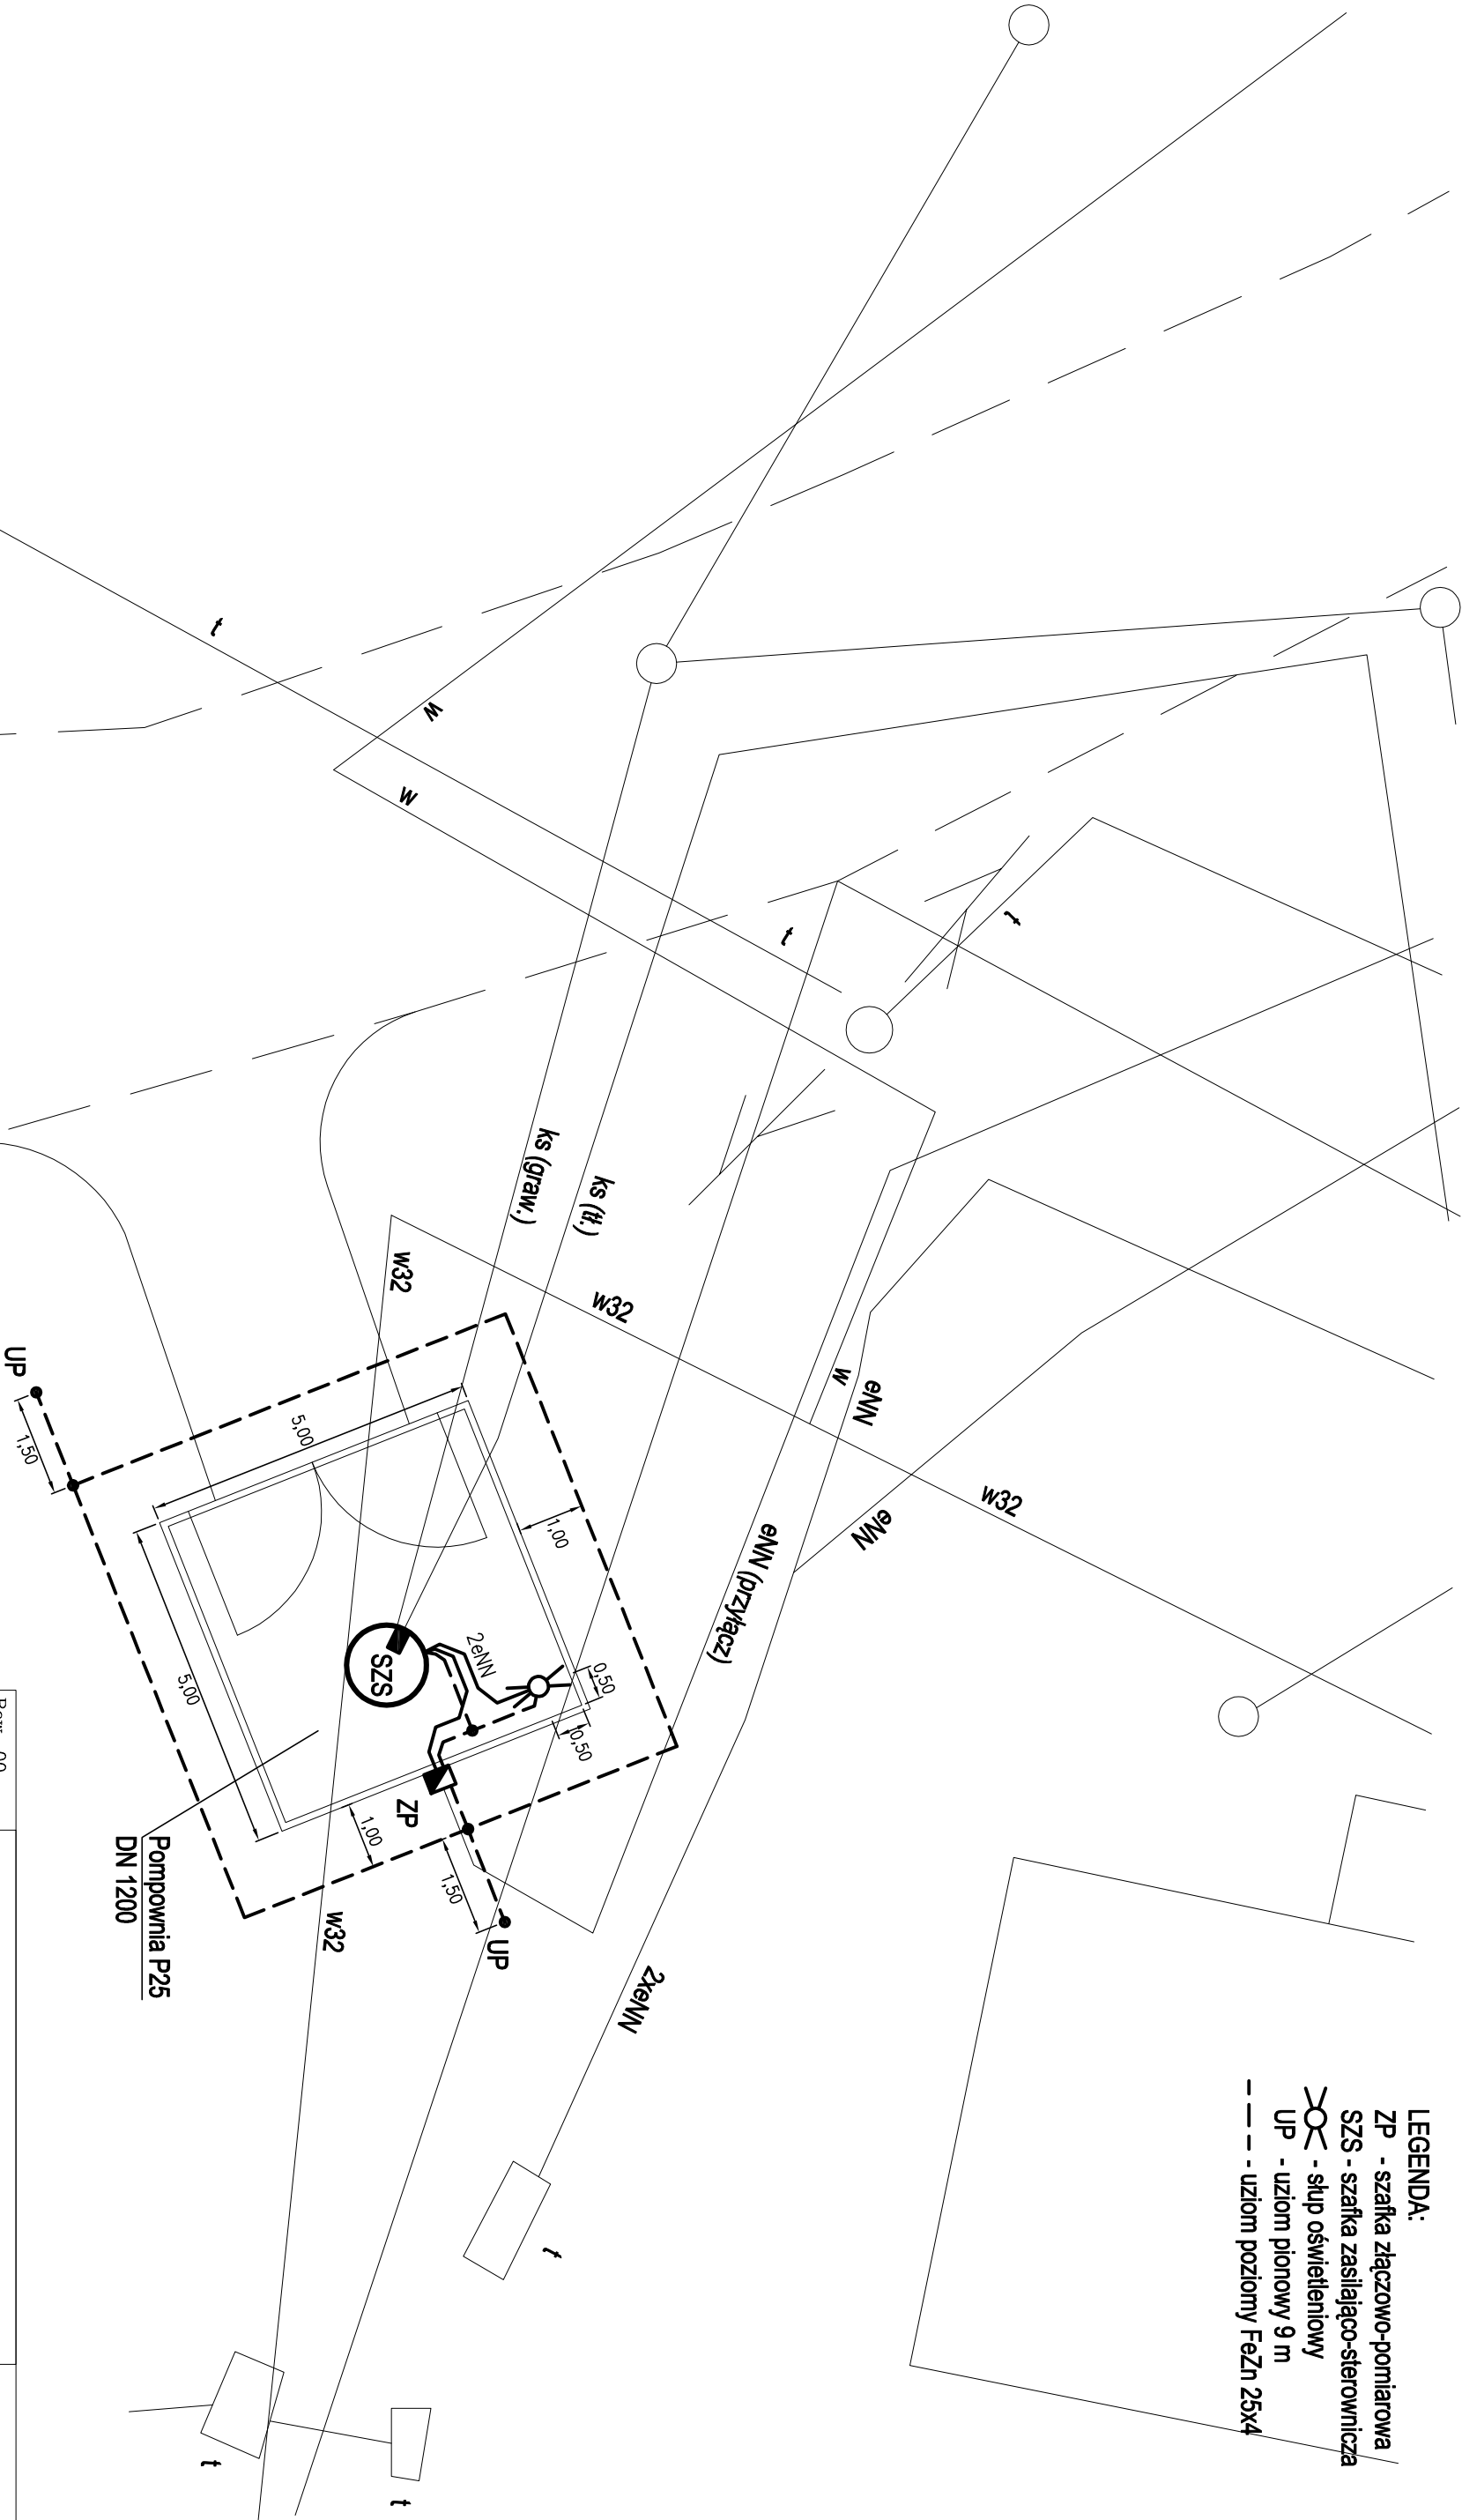 LEGENDA:
ZP - szafka złączowo-pomiarowa
SZS - szafka zasilająco-sterownicza
- słup oświetleniowy
UP - uziom pionowy 9 m
- uziom poziomy FeZn 25x4
t
w
w
t
t
ks (graw.)
ks (tł.)
w32
w32
w
eNN
eNN
w32
eNN (przyłącz)
UP
1,50
5,00
1,00
2eNN
SZS
0,50
0,50
5,00
ZP
1,00
1,50
UP
w32
Pompownia P25
DN 1200
2xeNN
t
t
t